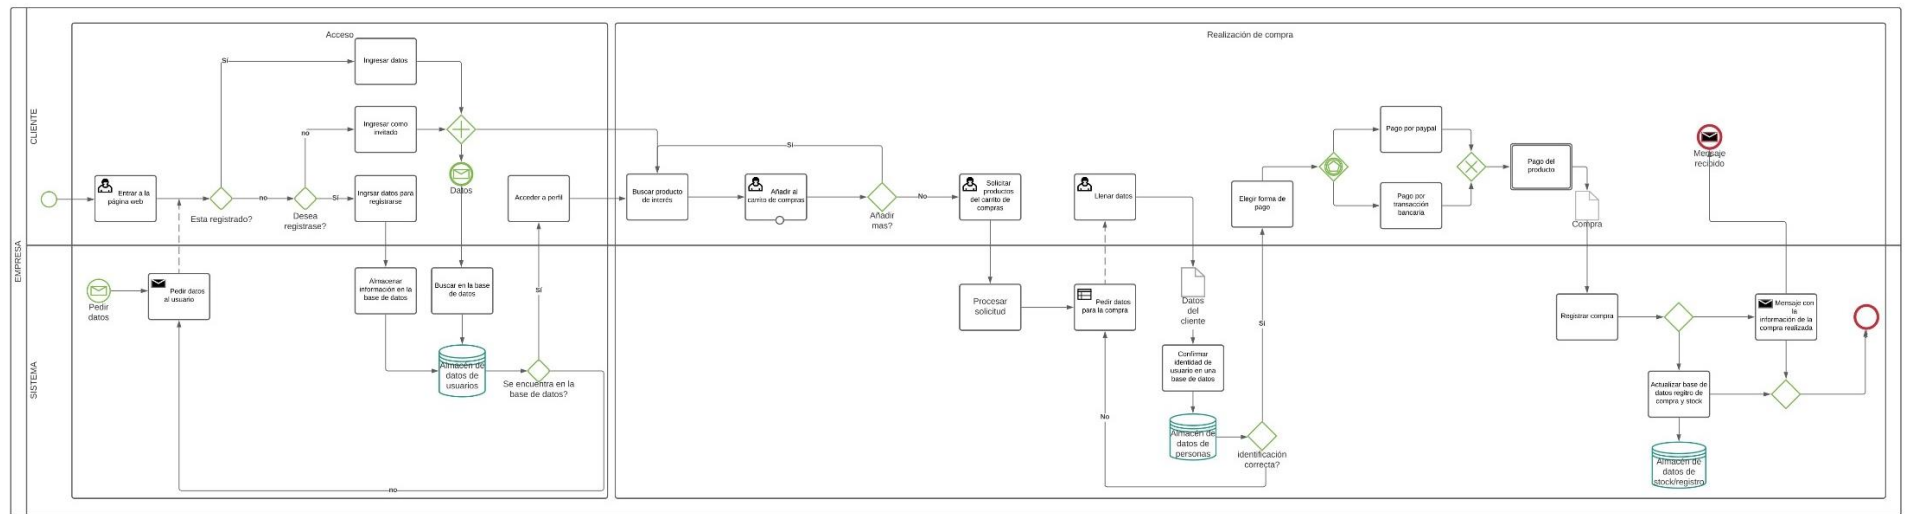 EMPRESA
CLIENTE
SISTEMA
Acceso
Si
Ingresar datos
Ingresar como
invitado
no
Entrar a la
página web
Esta registrado?
no
Desea
registrase?
Si
Ingrsar datos para
registrarse
Datos
Acceder a perfil
Pedir
datos
Pedir datos
al usuario
Almacenar
información en la
base de datos
Buscar en la base
de datos
Almacén de
datos de
usuarios
Si
Se encuentra en la
base de datos?
no
Realización de compra
Buscar producto
de interés
Añadir al
carrito de compras
Si
Añadir
mas?
No
Solicitar
productos
del carrito de
compras
Procesar
solicitud
Llenar datos
Pedir datos
para la compra
Datos
del
cliente
Confirmar
identidad de
usuario en una
base de datos
Almacén de
datos de
personas
No
Si
identificación
correcta?
Elegir forma de
pago
Pago por paypal
Pago por
transacción
bancaria
Pago del
producto
Compra
Registrar compra
Mensaje
recibido
Mensaje con
la
información de la
compra realizada
Actualizar base de
datos regitro de
compra y stock
Almacén de
datos de
stock/registro